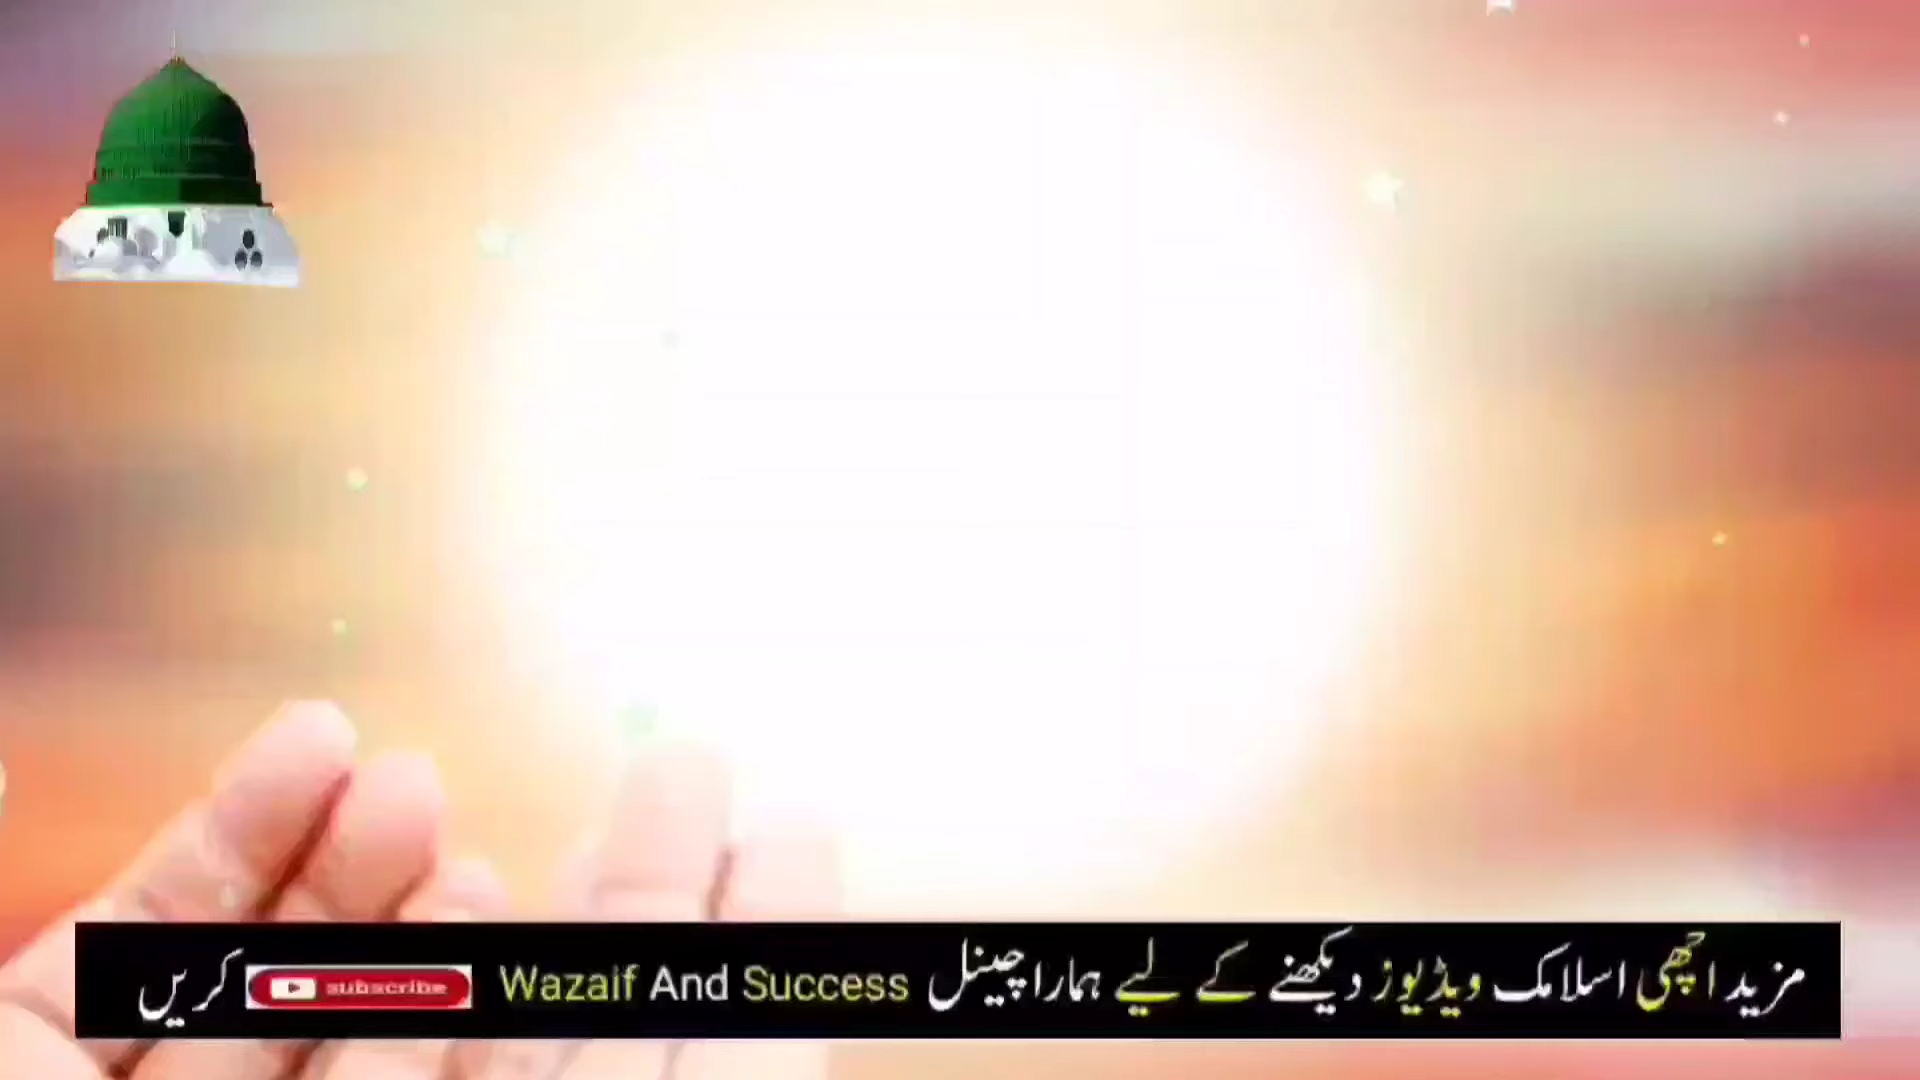 مزید اچھی اسلامک ویڈیوز دیکھنے کے لیے ہمارا چینل Wazaif And Success subscribe کریں